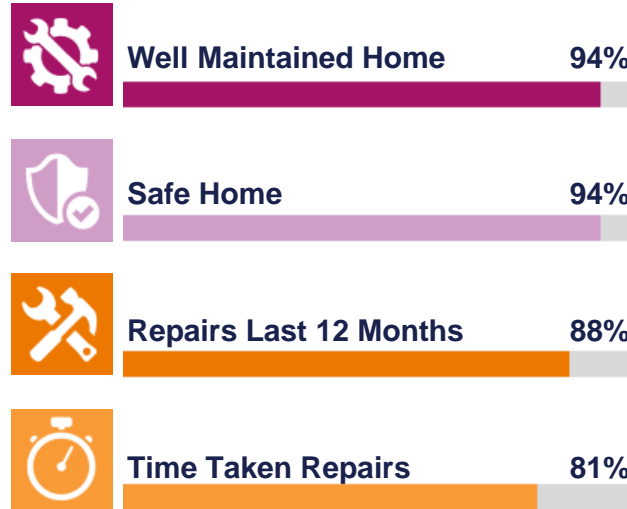 Well Maintained Home 94%
Safe Home 94%
Repairs Last 12 Months 88%
Time Taken Repairs 81%